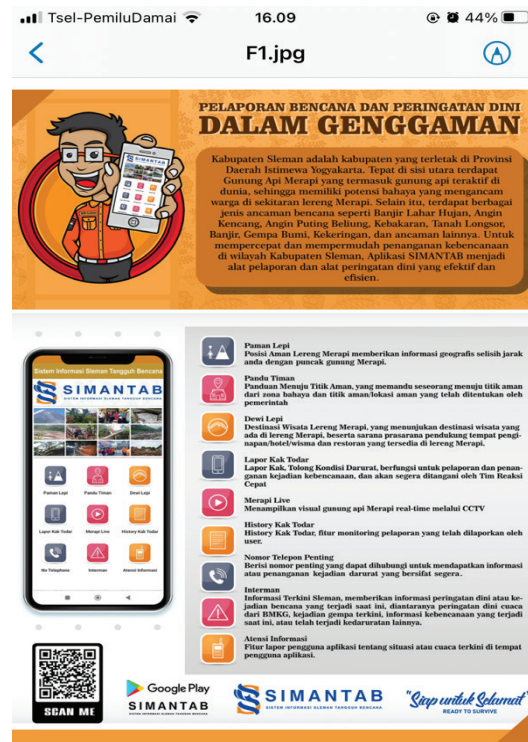 Tsel-PemiluDamai
16.09
44%
F1.jpg
PELAPORAN BENCANA DAN PERINGATAN DINI
DALAM GENGGAMAN
Kabupaten Sleman adalah kabupaten yang terletak di Provinsi
Daerah Istimewa Yogyakarta. Tepat di sisi utara terdapat
Gunung Api Merapi yang termasuk gunung api teraktif di
dunia, sehingga memiliki potensi bahaya yang mengancam
warga di sekitaran lereng Merapi. Selain itu, terdapat berbagai
jenis ancaman bencana seperti Banjir Lahar Hujan, Angin
Kencang, Angin Puting Beliung, Kebakaran, Tanah Longsor,
Banjir, Gempa Bumi, Kekeringan, dan ancaman lainnya. Untuk
mempercepat dan mempermudah penanganan kebencanaan
di wilayah Kabupaten Sleman, Aplikasi SIMANTAB menjadi
alat pelaporan dan alat peringatan dini yang efektif dan
efisien.
Sistem Informasi Sleman Tangguh Bencana
SIMANTAB
SISTEM INFORMASI SLEMAN TANGGUH BENCANA
Paman Lepi
Pandu Timan
Dewi Lepi
Lapor Kak Todar
Merapi Live
History Kak Todar
No Telephone
Interman
Atensi Informasi
Paman Lepi
Posisi Aman Lereng Merapi memberikan informasi geografis selisih jarak
anda dengan puncak gunung Merapi.
Pandu Timan
Panduan Menuju Titik Aman, yang memandu seseorang menuju titik aman
dari zona bahaya dan titik aman/lokasi aman yang telah ditentukan oleh
pemerintah
Dewi Lepi
Destinasi Wisata Lereng Merapi, yang menunjukan destinasi wisata yang
ada di lereng Merapi, beserta sarana prasarana pendukung tempat pengi-
napan/hotel/wisma dan restoran yang tersedia di lereng Merapi.
Lapor Kak Todar
Lapor Kak, Tolong Kondisi Darurat, berfungsi untuk pelaporan dan penan-
ganan kejadian kebencanaan, dan akan segera ditangani oleh Tim Reaksi
Cepat
Merapi Live
Menampilkan visual gunung api Merapi real-time melalui CCTV
History Kak Todar
History Kak Todar, fitur monitoring pelaporan yang telah dilaporkan oleh
user.
Nomor Telepon Penting
Berisi nomor penting yang dapat dihubungi untuk mendapatkan informasi
atau penanganan kejadian darurat yang bersifat segera.
Interman
Informasi Terkini Sleman, memberikan informasi peringatan dini atau ke-
jadian bencana yang terjadi saat ini, diantaranya peringatan dini cuaca
dari BMKG, kejadian gempa terkini, informasi kebencanaan yang terjadi
saat ini, atau telah terjadi kedaruratan lainnya.
Atensi Informasi
Fitur lapor pengguna aplikasi tentang situasi atau cuaca terkini di tempat
pengguna aplikasi.
SCAN ME
Google Play
SIMANTAB
SISTEM INFORMASI SLEMAN TANGGUH BENCANA
SIMANTAB
SISTEM INFORMASI SLEMAN TANGGUH BENCANA
"Siap untuk Selamat"
READY TO SURVIVE